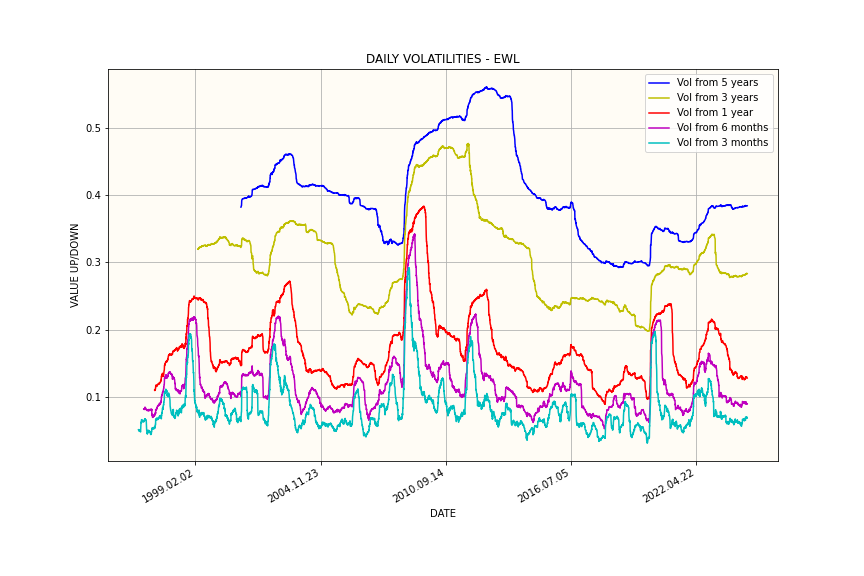 DAILY VOLATILITIES - EWL
Vol from 5 years
Vol from 3 years
Vol from 1 year
Vol from 6 months
Vol from 3 months
VALUE UP/DOWN
0.5
0.4
0.3
0.2
0.1
1999.02.02
2004.11.23
2010.09.14
2016.07.05
2022.04.22
DATE